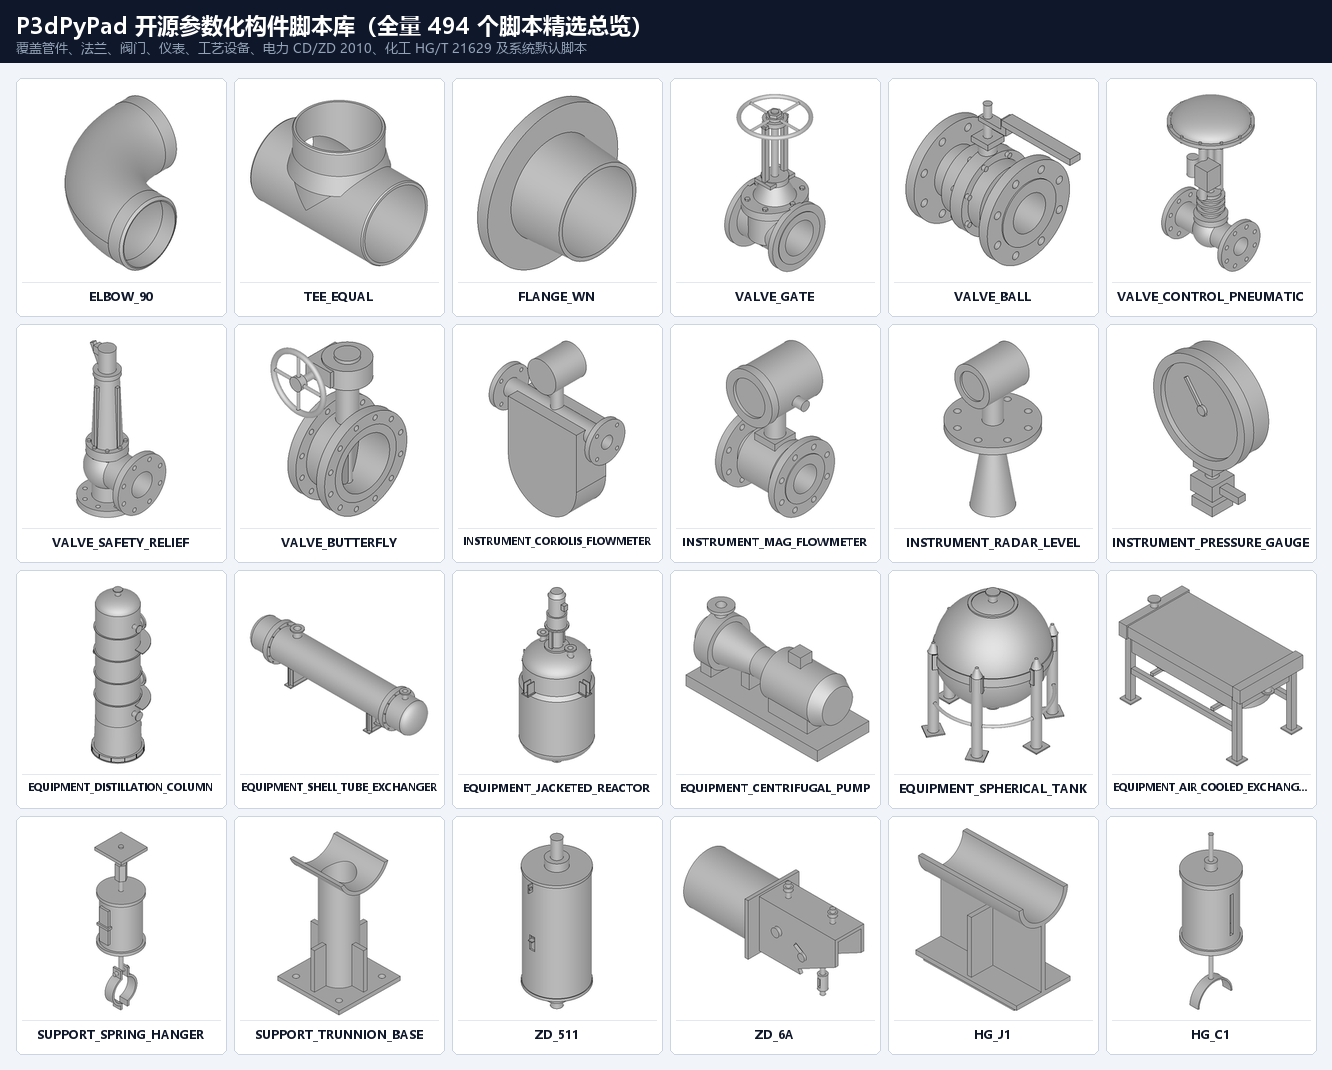 P3dPyPad 开源参数化构件脚本库（全量 494 个脚本精选总览）
覆盖管件、法兰、阀门、仪表、工艺设备、电力 CD/ZD 2010、化工 HG/T 21629 及系统默认脚本
ELBOW_90
TEE_EQUAL
FLANGE_WN
VALVE_GATE
VALVE_BALL
VALVE_CONTROL_PNEUMATIC
VALVE_SAFETY_RELIEF
VALVE_BUTTERFLY
INSTRUMENT_CORIOLIS_FLOWMETER
INSTRUMENT_MAG_FLOWMETER
INSTRUMENT_RADAR_LEVEL
INSTRUMENT_PRESSURE_GAUGE
EQUIPMENT_DISTILLATION_COLUMN
EQUIPMENT_SHELL_TUBE_EXCHANGER
EQUIPMENT_JACKETED_REACTOR
EQUIPMENT_CENTRIFUGAL_PUMP
EQUIPMENT_SPHERICAL_TANK
EQUIPMENT_AIR_COOLED_EXCHANG...
SUPPORT_SPRING_HANGER
SUPPORT_TRUNNION_BASE
ZD_511
ZD_6A
HG_J1
HG_C1